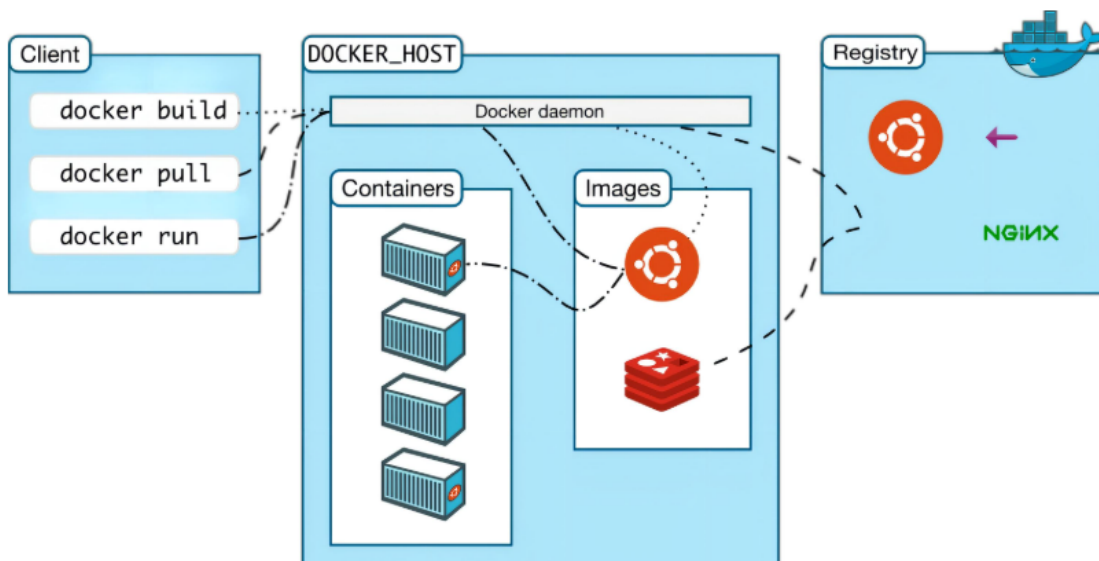 Client
docker build
docker pull
docker run
DOCKER_HOST
Docker daemon
Containers
Images
Registry
NGiNX